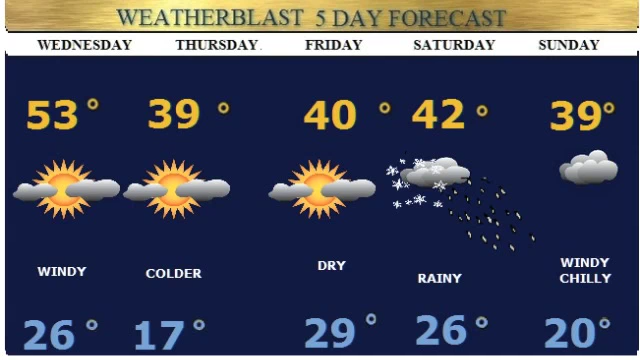 WEATHERBLAST 5 DAY FORECAST
WEDNESDAY THURSDAY. FRIDAY SATURDAY SUNDAY
53° 39° 40° 42° 39°
WINDY COLDER DRY RAINY WINDY CHILLY
26° 17° 29° 26° 20°